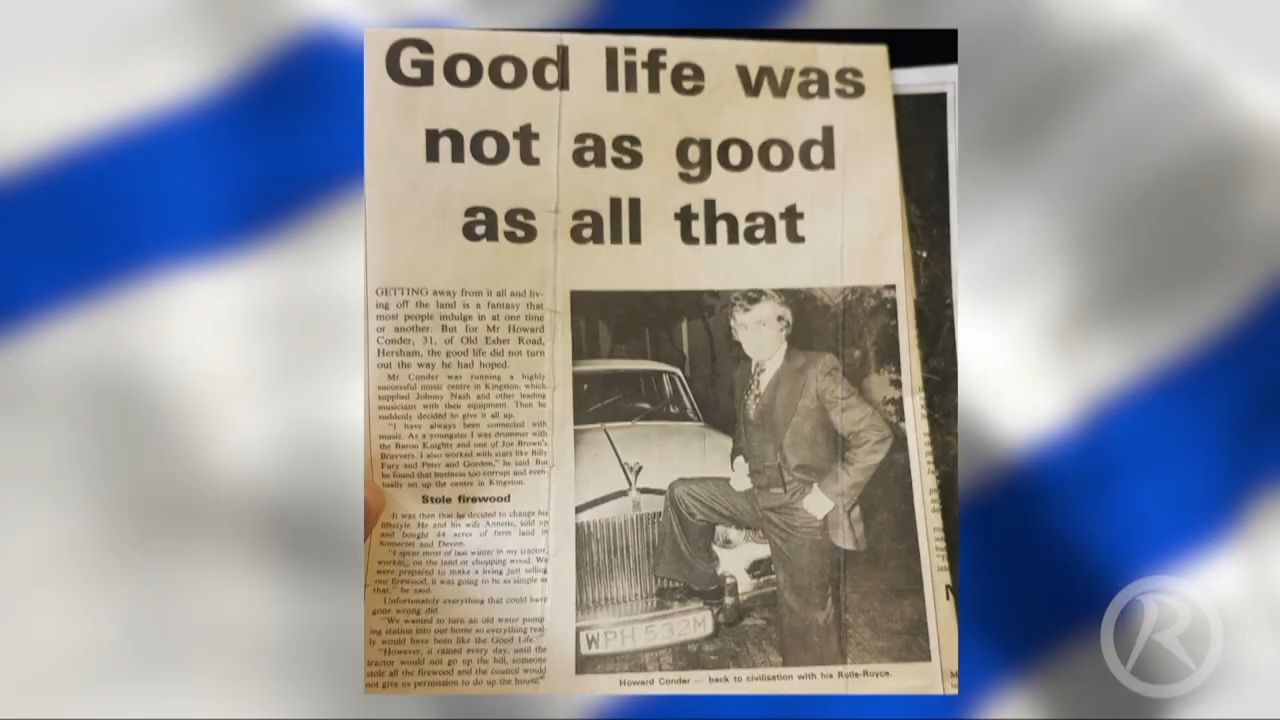 Good life was
not as good
as all that
GETTING away from it all and liv-
ing off the land is a fantasy that
most people indulge in at one time
or another. But for Mr Howard
Conder, 31, of Old Esher Road,
Hersham, the good life did not turn
out the way he had hoped.
Mr Conder was running a highly
successful music centre in Kingston, which
supplied Johnny Nash and other leading
musicians with their equipment. Then he
suddenly decided to give it all up.
"I have always been connected with
music. As a youngster I was drummer with
the Baron Knights and one of Joe Brown's
Bruvvers. I also worked with stars like Billy
Fury and Peter and Gordon," he said But
he found that business too corrupt and even-
tually set up the centre in Kingston.
Stole firewood
It was then that he decided to change his
lifestyle. He and his wife Annette, sold up
and bought 44 acres of farm land in
Somerset and Devon.
"I spent most of last winter in my tractor,
working on the land or chopping wood. We
were prepared to make a living just selling
our firewood, it was going to be as simple as
that," he said.
Unfortunately everything that could have
gone wrong did.
"We wanted to turn an old water pump
ing station into our home so everything real-
ly would have been like the Good Life."
"However, it rained every day, until the
tractor would not go up the hill, someone
stole all the firewood and the council would
not give us permission to do up the house"
WPH 532M
Howard Conder — back to civilisation with his Rolls-Royce.
R